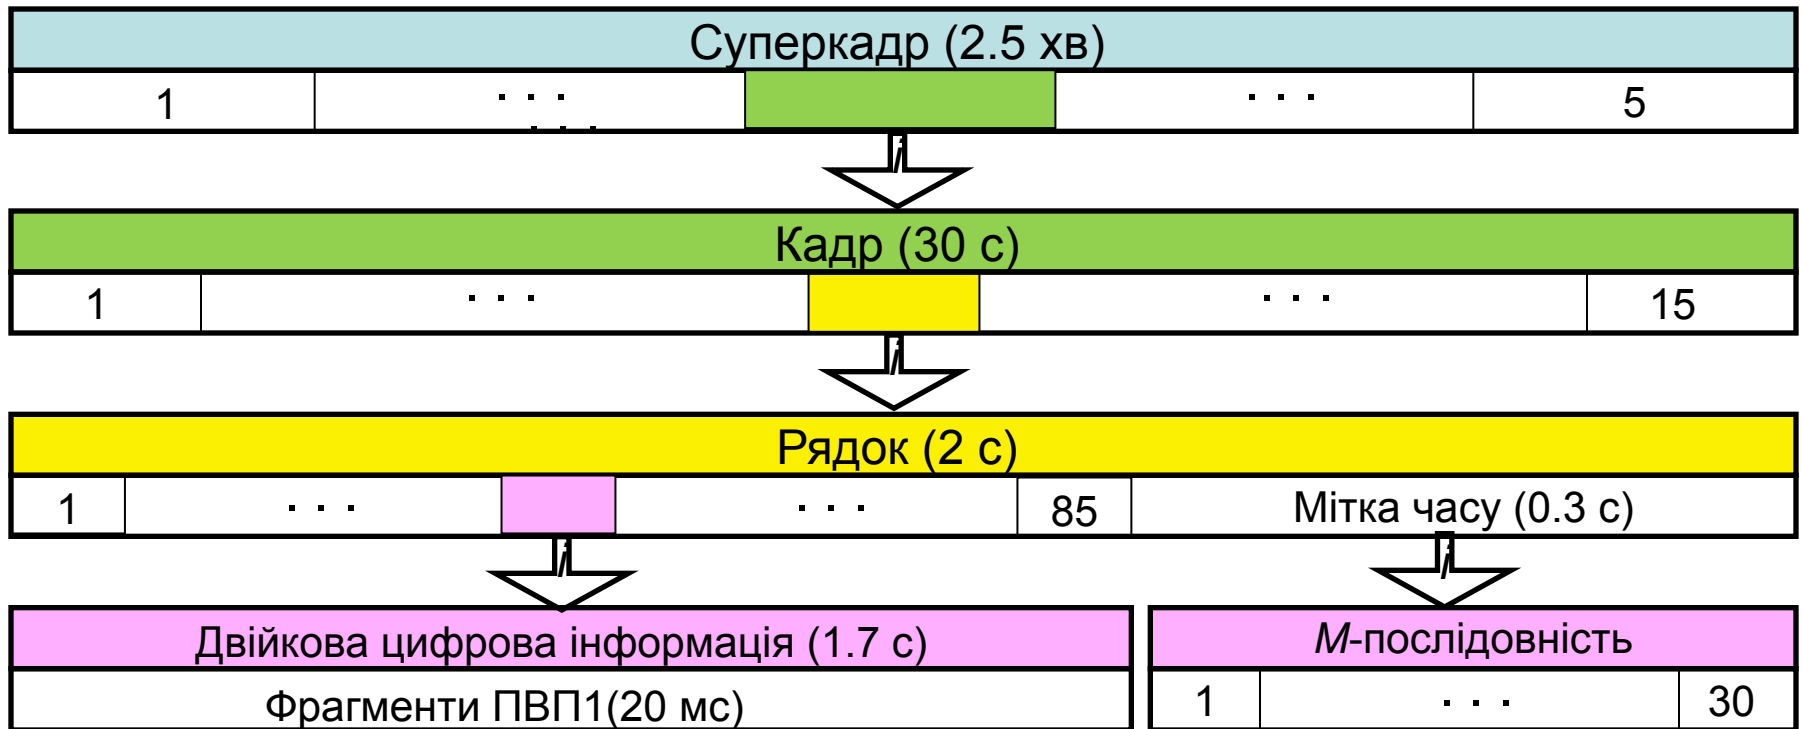 Суперкадр (2.5 хв)
1 . . . . . . . . . 5
i
Кадр (30 с)
1 . . . . . . 15
i
Рядок (2 с)
1 . . . . . . 85 Мітка часу (0.3 с)
i i
Двійкова цифрова інформація (1.7 с) М-послідовність
Фрагменти ПВП1(20 мс) 1 . . . 30